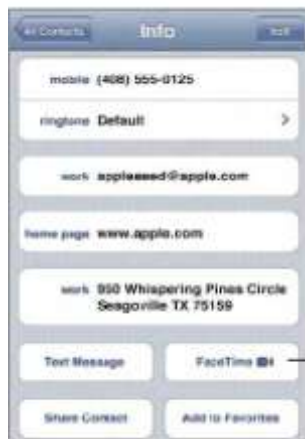 All Contacts Info Edit
mobile (408) 555-0125
ringtone Default
work appleseed@apple.com
home page www.apple.com
work 950 Whispering Pines Circle
Seagoville TX 75159
Text Message FaceTime
Share Contact Add to Favorites